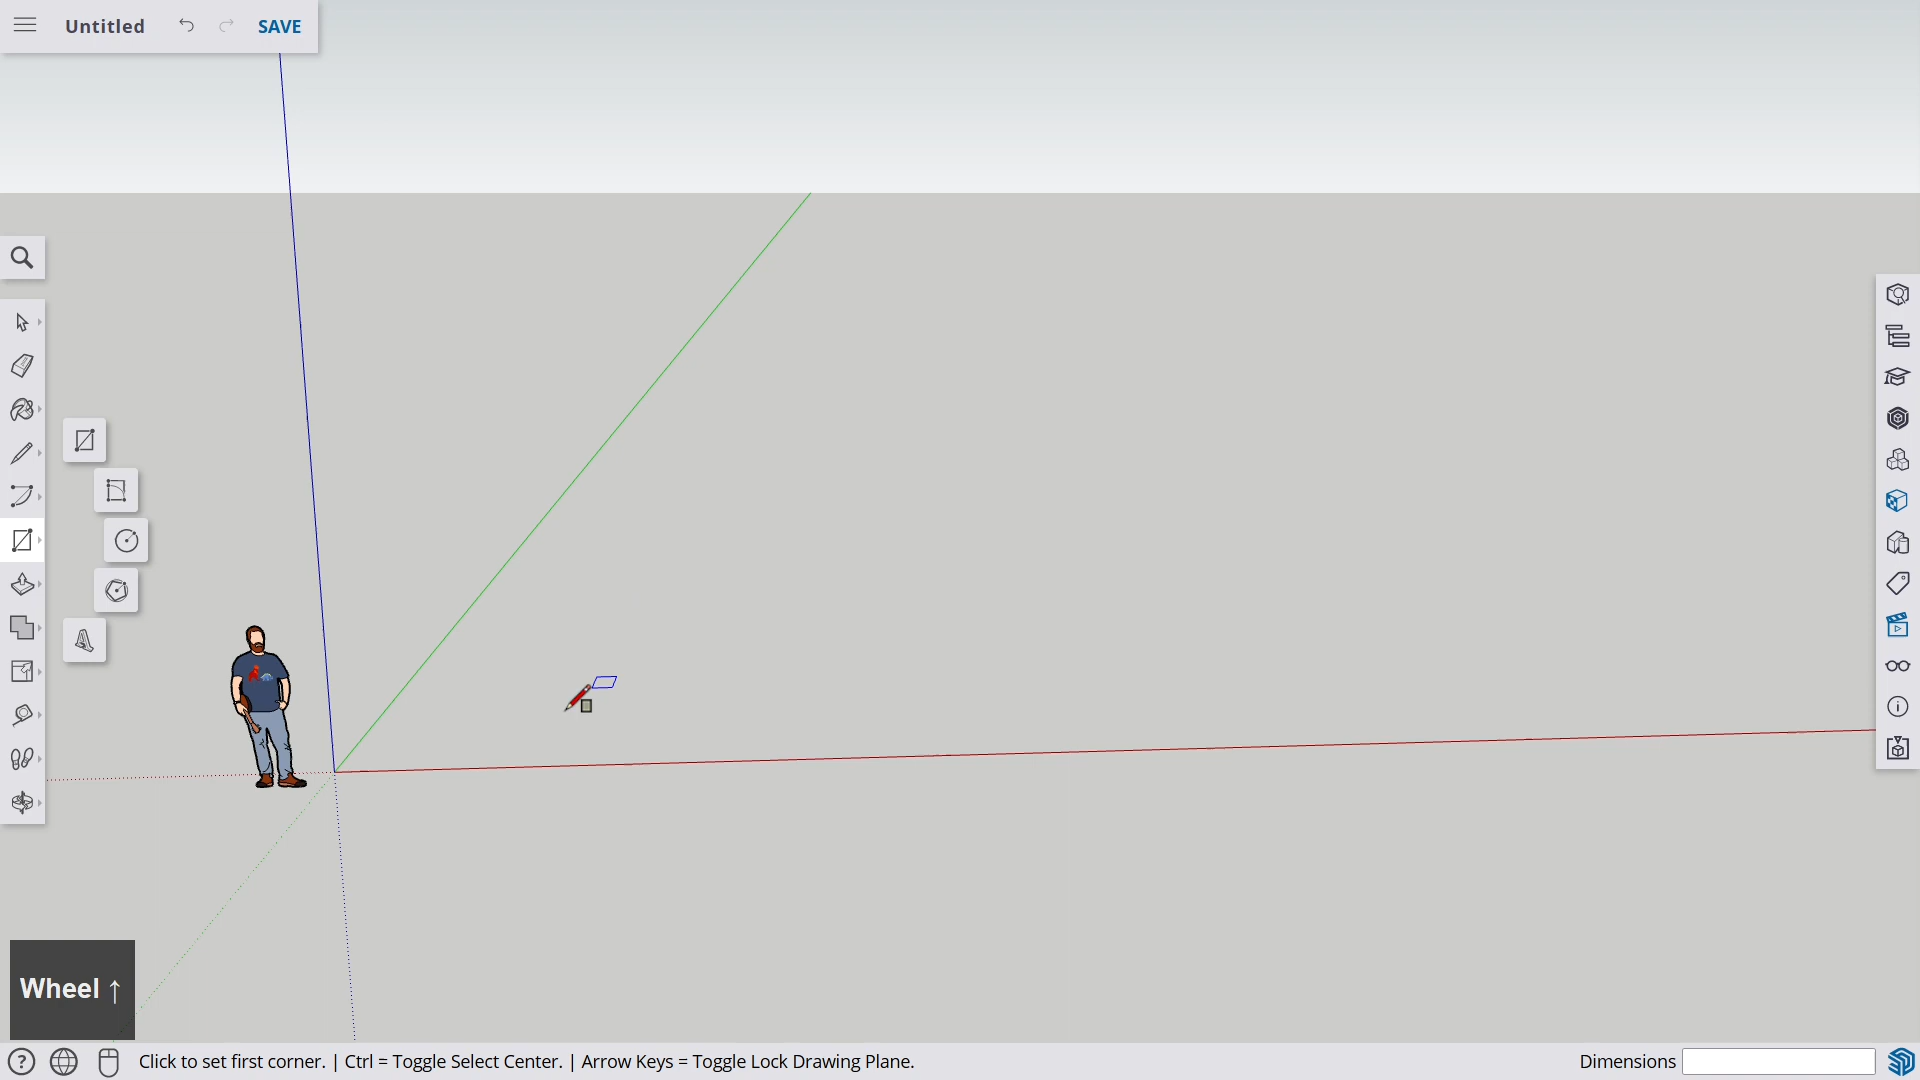 Untitled
SAVE
Wheel ↑
Click to set first corner. | Ctrl = Toggle Select Center. | Arrow Keys = Toggle Lock Drawing Plane.
Dimensions